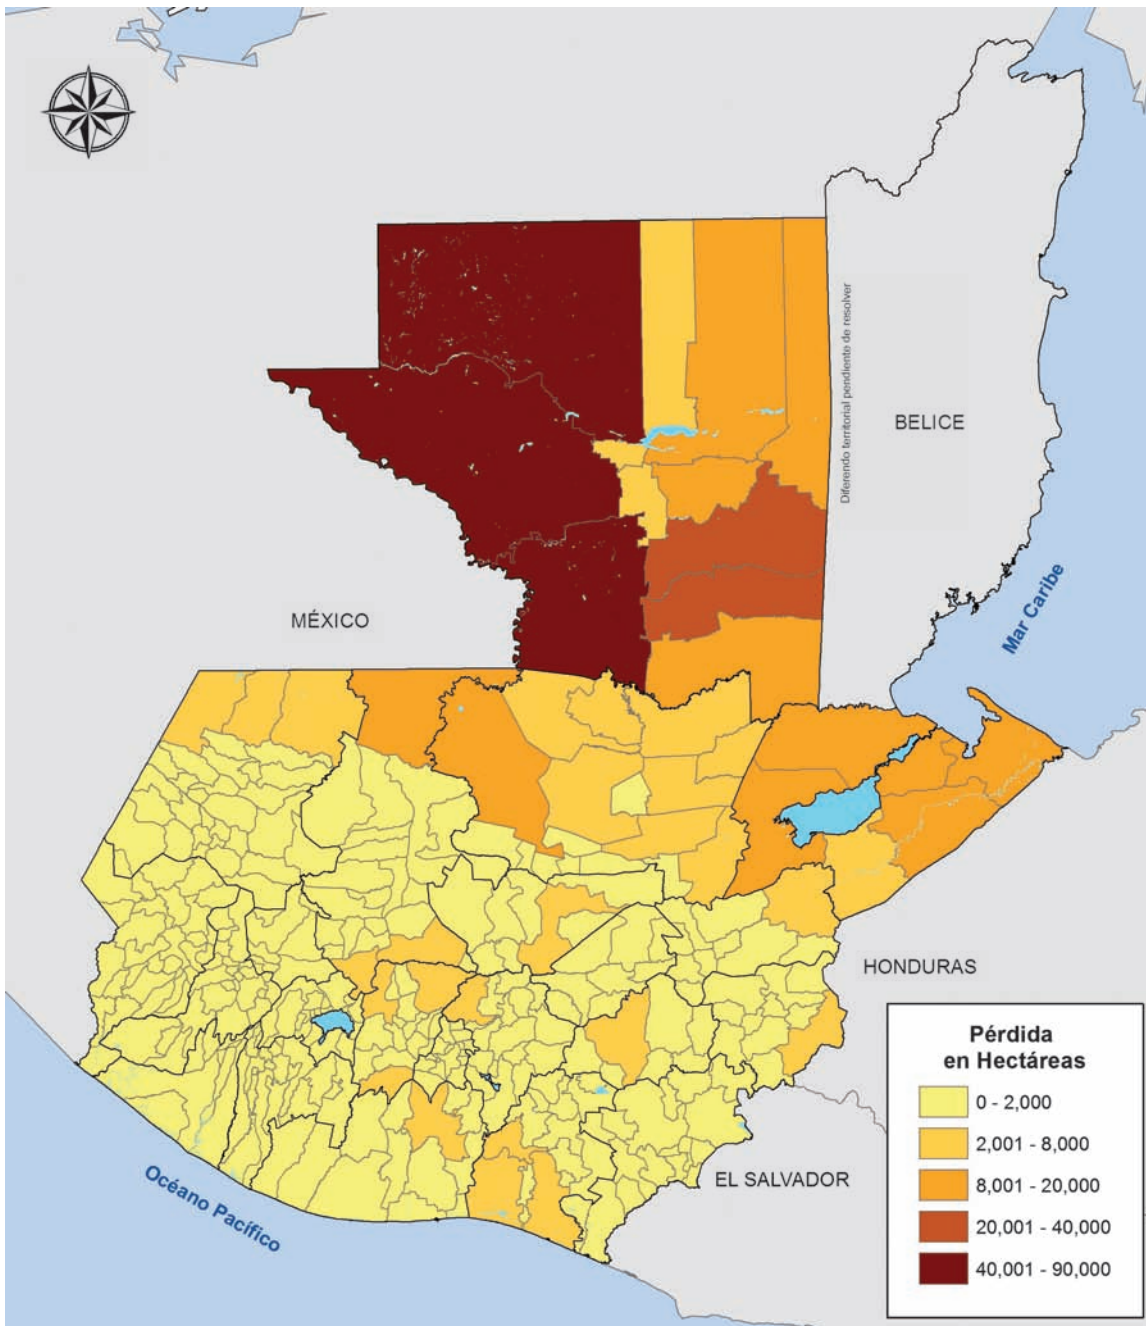 Diferendo territorial pendiente de resolver
BELICE
Mar Caribe
MÉXICO
HONDURAS
EL SALVADOR
Océano Pacífico
Pérdida
en Hectáreas
0 - 2,000
2,001 - 8,000
8,001 - 20,000
20,001 - 40,000
40,001 - 90,000